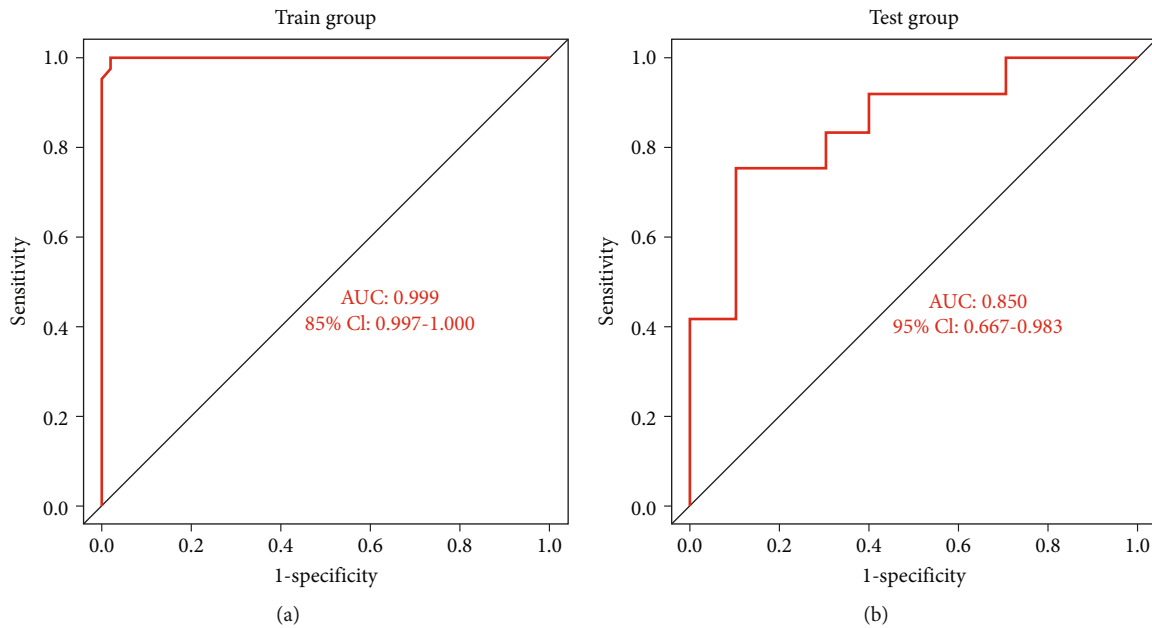 Train group
1.0
0.8
0.6
0.4
0.2
0.0
Sensitivity
AUC: 0.999
85% Cl: 0.997-1.000
0.0 0.2 0.4 0.6 0.8 1.0
1-specificity
(a)
Test group
1.0
0.8
0.6
0.4
0.2
0.0
Sensitivity
AUC: 0.850
95% Cl: 0.667-0.983
0.0 0.2 0.4 0.6 0.8 1.0
1-specificity
(b)